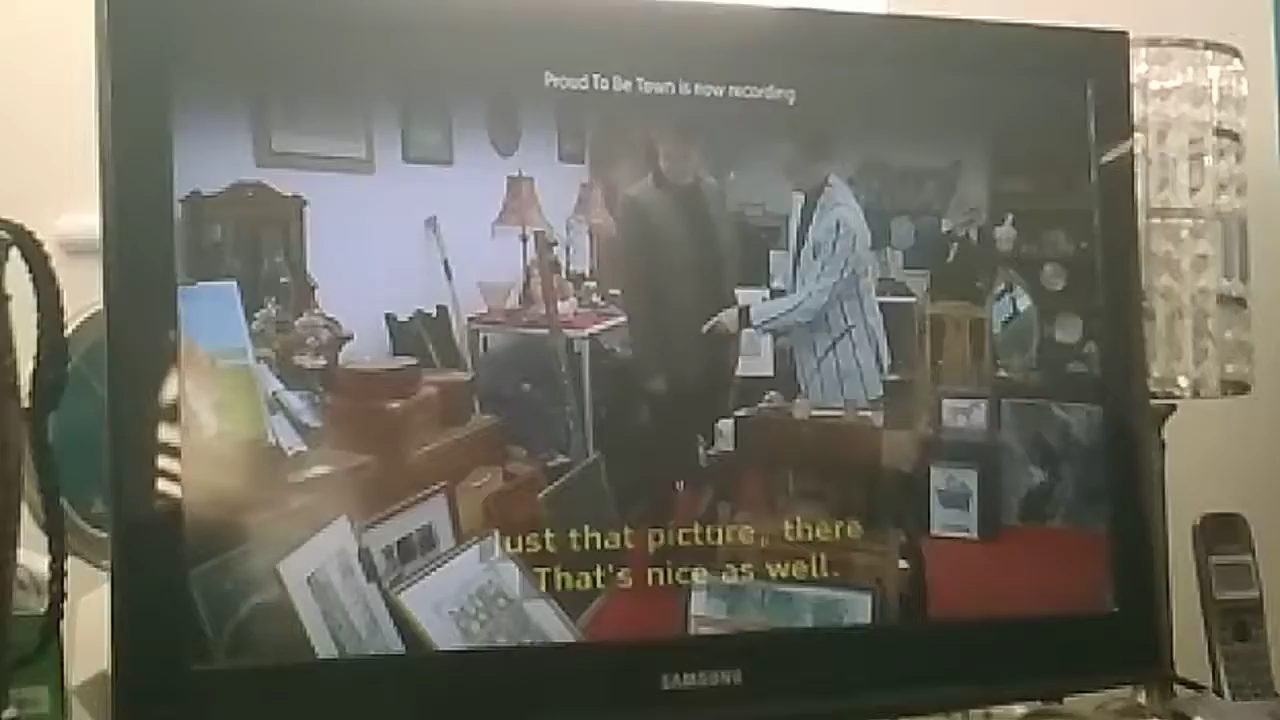 Proud To Be Town is now recording
Just that picture, there
That's nice as well.
SAMSUNG